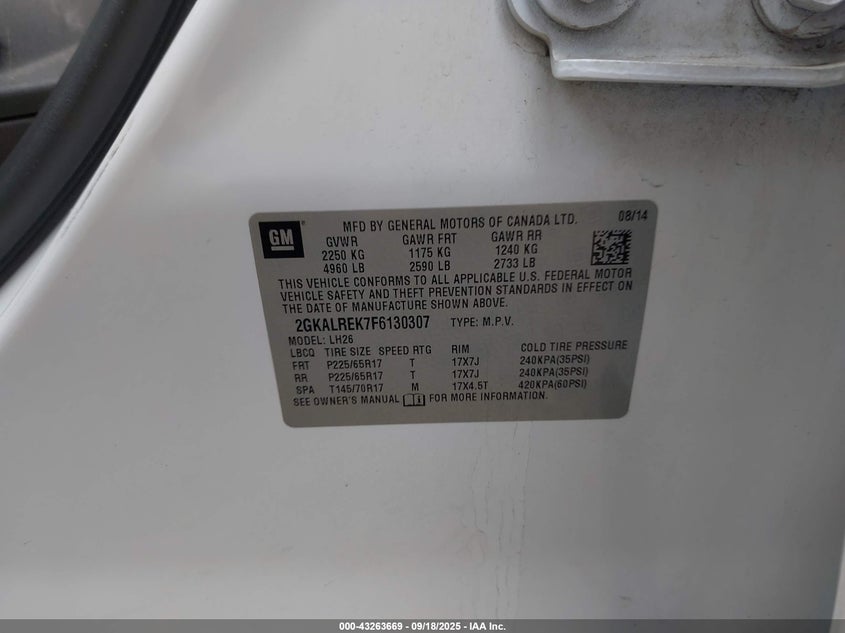 GM
MFD BY GENERAL MOTORS OF CANADA LTD. 08/14
GVWR GAWR FRT GAWR RR
2250 KG 1175 KG 1240 KG
4960 LB 2590 LB 2733 LB
THIS VEHICLE CONFORMS TO ALL APPLICABLE U.S. FEDERAL MOTOR
VEHICLE SAFETY AND THEFT PREVENTION STANDARDS IN EFFECT ON
THE DATE OF MANUFACTURE SHOWN ABOVE.
2GKALREK7F6130307 TYPE: M.P.V.
MODEL: LH26
LBCQ TIRE SIZE SPEED RTG RIM COLD TIRE PRESSURE
FRT P225/65R17 T 17X7J 240KPA(35PSI)
RR P225/65R17 T 17X7J 240KPA(35PSI)
SPA T145/70R17 M 17X4.5T 420KPA(60PSI)
SEE OWNER'S MANUAL FOR MORE INFORMATION.
000-43263669 - 09/18/2025 - IAA Inc.